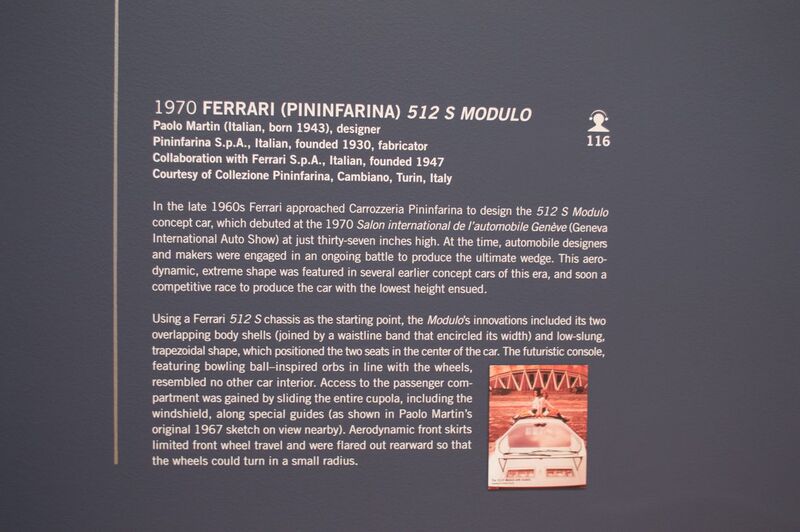 1970 FERRARI (PININFARINA) 512 S MODULO
Paolo Martin (Italian, born 1943), designer
Pininfarina S.p.A., Italian, founded 1930, fabricator
Collaboration with Ferrari S.p.A., Italian, founded 1947
Courtesy of Collezione Pininfarina, Cambiano, Turin, Italy
116
In the late 1960s Ferrari approached Carrozzeria Pininfarina to design the 512 S Modulo
concept car, which debuted at the 1970 Salon international de l'automobile Genève (Geneva
International Auto Show) at just thirty-seven inches high. At the time, automobile designers
and makers were engaged in an ongoing battle to produce the ultimate wedge. This aero-
dynamic, extreme shape was featured in several earlier concept cars of this era, and soon a
competitive race to produce the car with the lowest height ensued.
Using a Ferrari 512 S chassis as the starting point, the Modulo's innovations included its two
overlapping body shells (joined by a waistline band that encircled its width) and low-slung,
trapezoidal shape, which positioned the two seats in the center of the car. The futuristic console,
featuring bowling ball–inspired orbs in line with the wheels,
resembled no other car interior. Access to the passenger com-
partment was gained by sliding the entire cupola, including the
windshield, along special guides (as shown in Paolo Martin's
original 1967 sketch on view nearby). Aerodynamic front skirts
limited front wheel travel and were flared out rearward so that
the wheels could turn in a small radius.